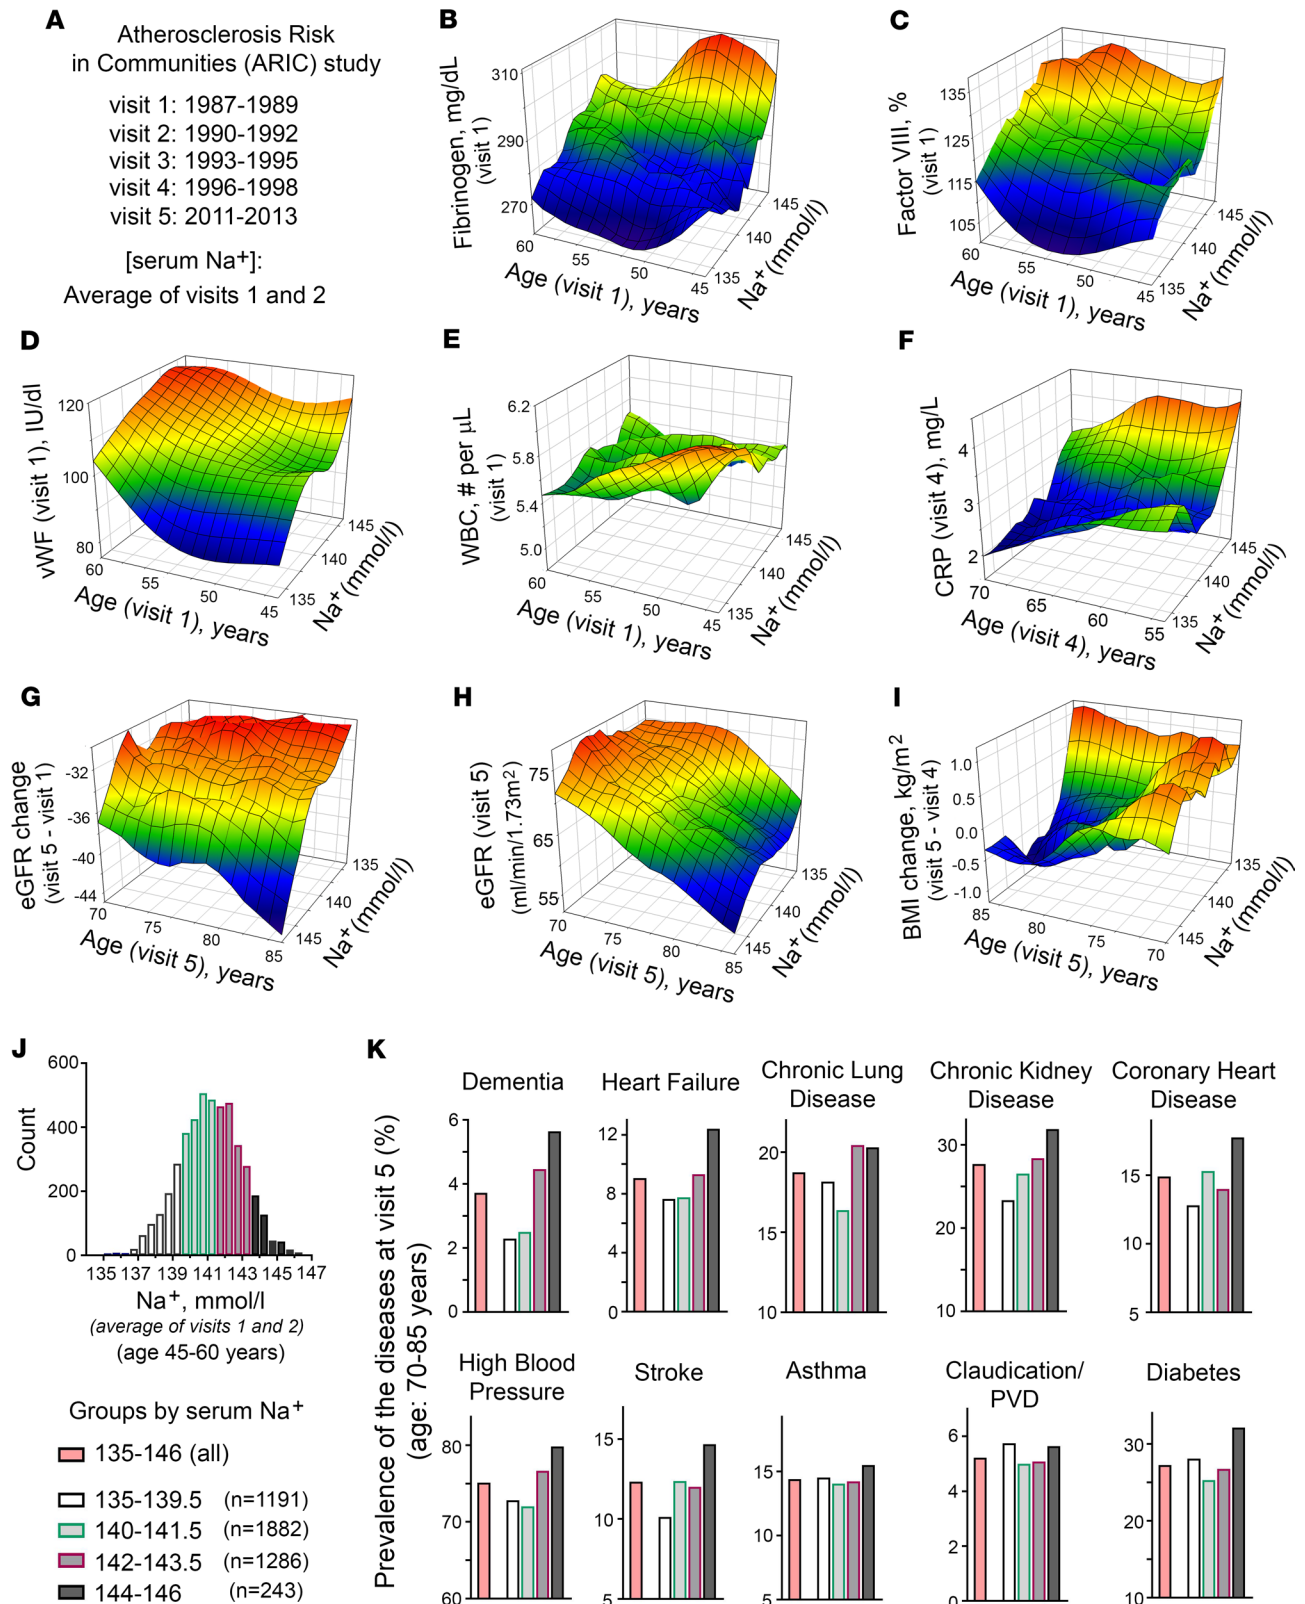 A
Atherosclerosis Risk
in Communities (ARIC) study
visit 1: 1987-1989
visit 2: 1990-1992
visit 3: 1993-1995
visit 4: 1996-1998
visit 5: 2011-2013
[serum Na⁺]:
Average of visits 1 and 2
B
Fibrinogen, mg/dL
(visit 1)
310
290
270
60
55
50
45
Age (visit 1), years
135
140
145
Na⁺ (mmol/l)
C
Factor VIII, %
(visit 1)
135
125
115
105
60
55
50
45
Age (visit 1), years
135
140
145
Na⁺ (mmol/l)
D
vWF (visit 1), IU/dl
120
100
80
60
55
50
45
Age (visit 1), years
135
140
145
Na⁺ (mmol/l)
E
WBC, # per μL
(visit 1)
6.2
5.8
5.4
5.0
60
55
50
45
Age (visit 1), years
135
140
145
Na⁺ (mmol/l)
F
CRP (visit 4), mg/L
4
3
2
70
65
60
55
Age (visit 4), years
135
140
145
Na⁺ (mmol/l)
G
eGFR change
(visit 5 - visit 1)
-32
-36
-40
-44
70
75
80
85
Age (visit 5), years
145
140
135
Na⁺ (mmol/l)
H
eGFR (visit 5)
(ml/min/1.73m²)
75
65
55
70
75
80
85
Age (visit 5), years
145
140
135
Na⁺ (mmol/l)
I
BMI change, kg/m²
(visit 5 - visit 4)
1.0
0.5
0.0
-0.5
-1.0
85
80
75
70
Age (visit 5), years
145
140
135
Na⁺ (mmol/l)
J
Count
600
400
200
0
135 137 139 141 143 145 147
Na⁺, mmol/l
(average of visits 1 and 2)
(age 45-60 years)
Groups by serum Na⁺
135-146 (all)
135-139.5 (n=1191)
140-141.5 (n=1882)
142-143.5 (n=1286)
144-146 (n=243)
K
Prevalence of the diseases at visit 5 (%)
(age: 70-85 years)
Dementia
6
4
2
0
Heart Failure
12
8
4
0
Chronic Lung
Disease
20
15
10
Chronic Kidney
Disease
30
20
10
Coronary Heart
Disease
15
10
5
High Blood
Pressure
80
70
60
Stroke
15
10
5
Asthma
15
10
5
Claudication/
PVD
6
4
2
0
Diabetes
30
20
10